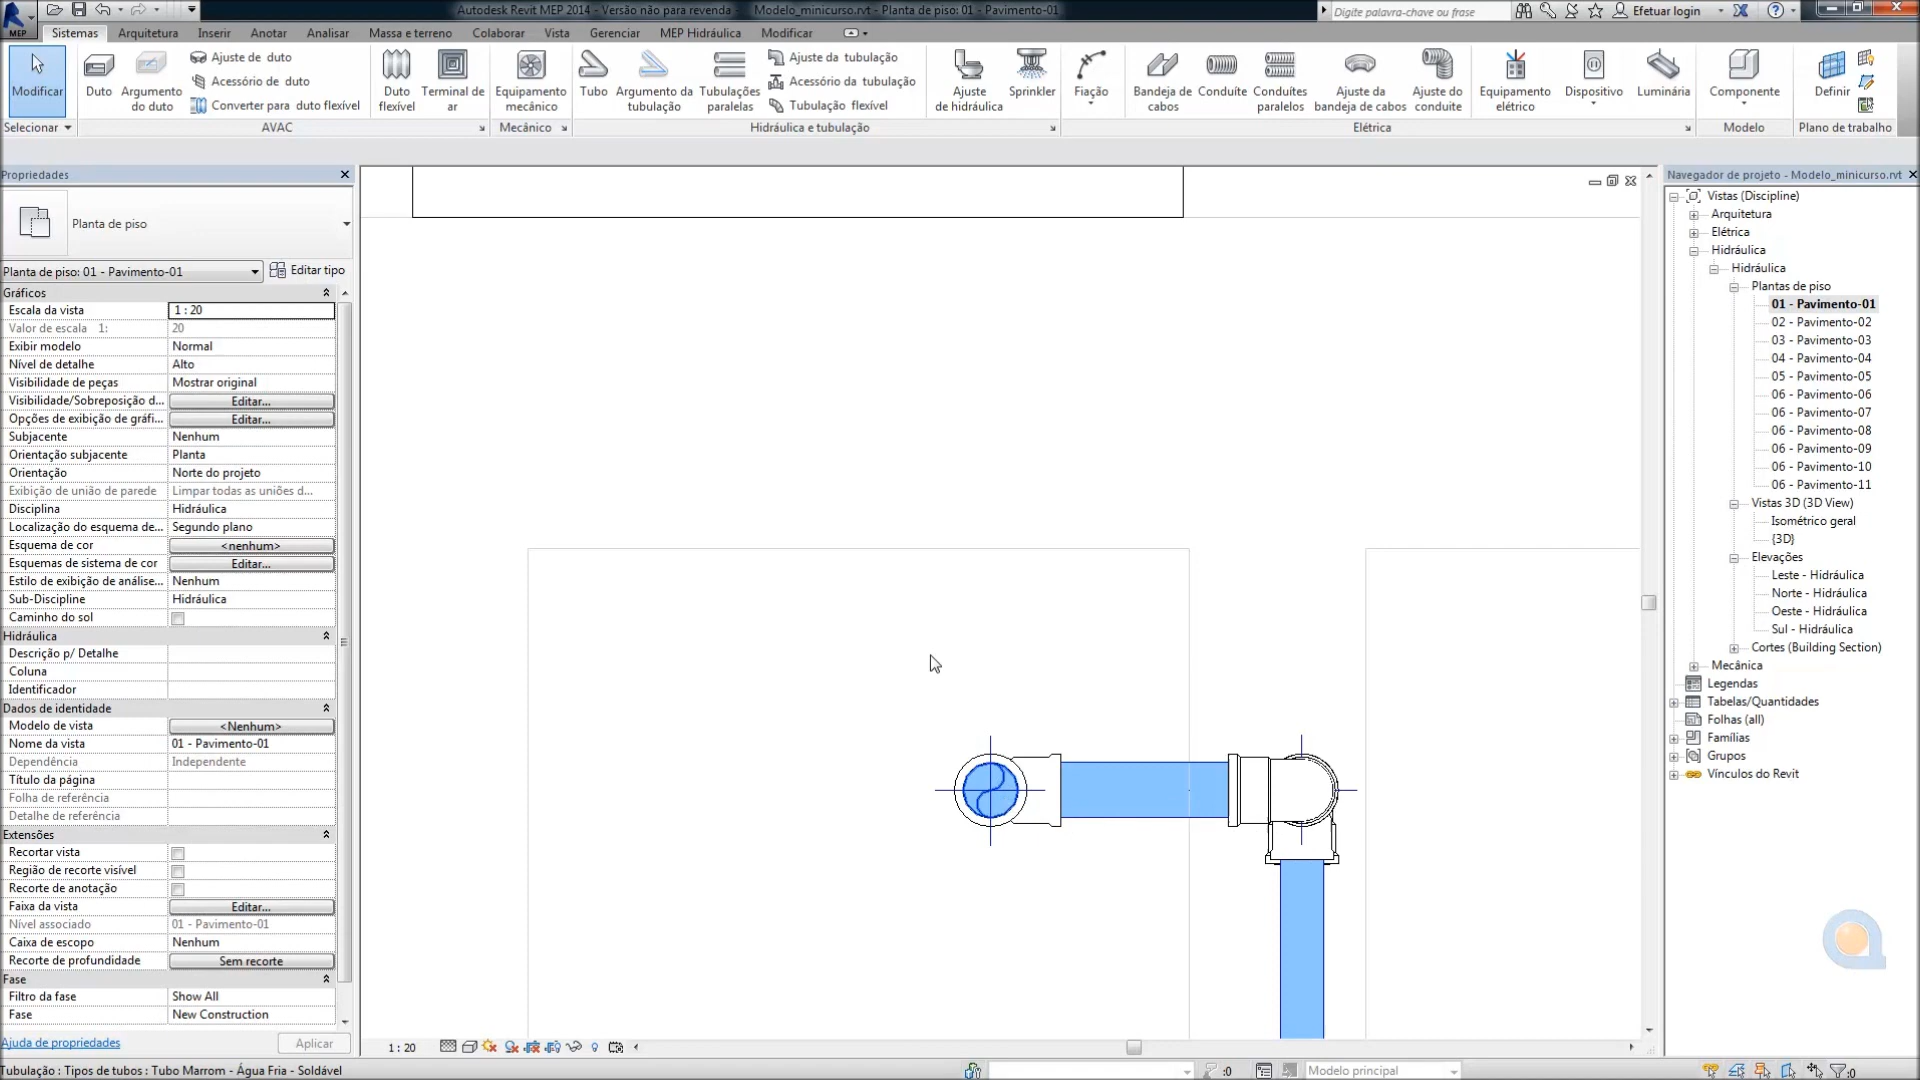 Autodesk Revit MEP 2014 - Versão não para revenda - Modelo_minicurso.rvt - Planta de piso: 01 - Pavimento-01
Digite palavra-chave ou frase
Efetuar login
MEP
Sistemas Arquitetura Inserir Anotar Analisar Massa e terreno Colaborar Vista Gerenciar MEP Hidráulica Modificar
Modificar
Duto
Argumento do duto
Ajuste de duto
Acessório de duto
Converter para duto flexível
Duto flexível
Terminal de ar
Equipamento mecânico
Tubo
Argumento da tubulação
Tubulações paralelas
Ajuste da tubulação
Acessório da tubulação
Tubulação flexível
Ajuste de hidráulica
Sprinkler
Fiação
Bandeja de cabos
Conduite
Conduítes paralelos
Ajuste da bandeja de cabos
Ajuste do conduite
Equipamento elétrico
Dispositivo
Luminária
Componente
Definir
Selecionar AVAC Mecânico Hidráulica e tubulação Elétrica Modelo Plano de trabalho
Propriedades
Planta de piso
Planta de piso: 01 - Pavimento-01 Editar tipo
Gráficos
Escala da vista 1 : 20
Valor de escala 1: 20
Exibir modelo Normal
Nível de detalhe Alto
Visibilidade de peças Mostrar original
Visibilidade/Sobreposição d... Editar...
Opções de exibição de gráfi... Editar...
Subjacente Nenhum
Orientação subjacente Planta
Orientação Norte do projeto
Exibição de união de parede Limpar todas as uniões d...
Disciplina Hidráulica
Localização do esquema de... Segundo plano
Esquema de cor <nenhum>
Esquemas de sistema de cor Editar...
Estilo de exibição de análise... Nenhum
Sub-Discipline Hidráulica
Caminho do sol
Hidráulica
Descrição p/ Detalhe
Coluna
Identificador
Dados de identidade
Modelo de vista <Nenhum>
Nome da vista 01 - Pavimento-01
Dependência Independente
Título da página
Folha de referência
Detalhe de referência
Extensões
Recortar vista
Região de recorte visível
Recorte de anotação
Faixa da vista Editar...
Nível associado 01 - Pavimento-01
Caixa de escopo Nenhum
Recorte de profundidade Sem recorte
Fase
Filtro da fase Show All
Fase New Construction
Ajuda de propriedades Aplicar
1 : 20
Navegador de projeto - Modelo_minicurso.rvt
Vistas (Discipline)
Arquitetura
Elétrica
Hidráulica
Hidráulica
Plantas de piso
01 - Pavimento-01
02 - Pavimento-02
03 - Pavimento-03
04 - Pavimento-04
05 - Pavimento-05
06 - Pavimento-06
06 - Pavimento-07
06 - Pavimento-08
06 - Pavimento-09
06 - Pavimento-10
06 - Pavimento-11
Vistas 3D (3D View)
Isométrico geral
{3D}
Elevações
Leste - Hidráulica
Norte - Hidráulica
Oeste - Hidráulica
Sul - Hidráulica
Cortes (Building Section)
Mecânica
Legendas
Tabelas/Quantidades
Folhas (all)
Famílias
Grupos
Vínculos do Revit
Tubulação : Tipos de tubos : Tubo Marrom - Água Fria - Soldável
:0
Modelo principal
:0